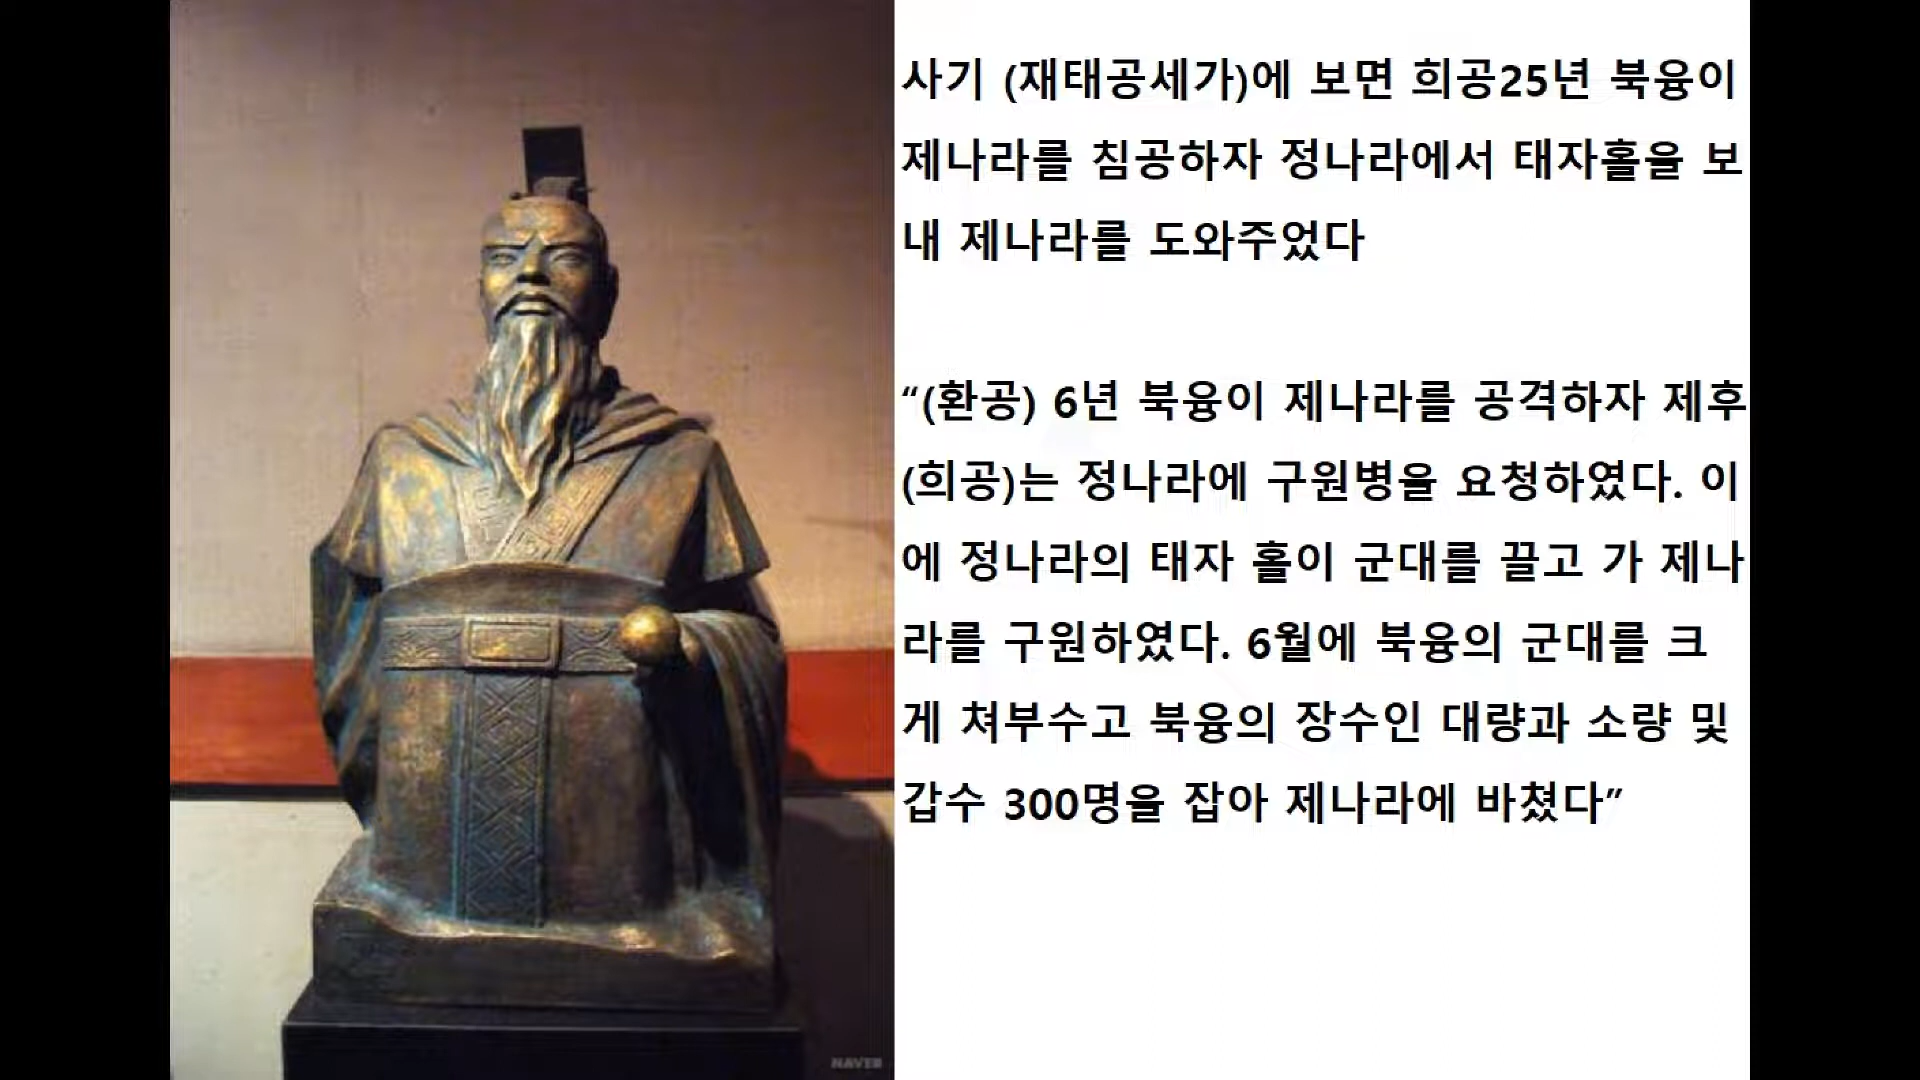 사기 (재태공세가)에 보면 희공25년 북융이
제나라를 침공하자 정나라에서 태자홀을 보
내 제나라를 도와주었다
“(환공) 6년 북융이 제나라를 공격하자 제후
(희공)는 정나라에 구원병을 요청하였다. 이
에 정나라의 태자 홀이 군대를 끌고 가 제나
라를 구원하였다. 6월에 북융의 군대를 크
게 쳐부수고 북융의 장수인 대량과 소량 및
갑수 300명을 잡아 제나라에 바쳤다”
NAVER